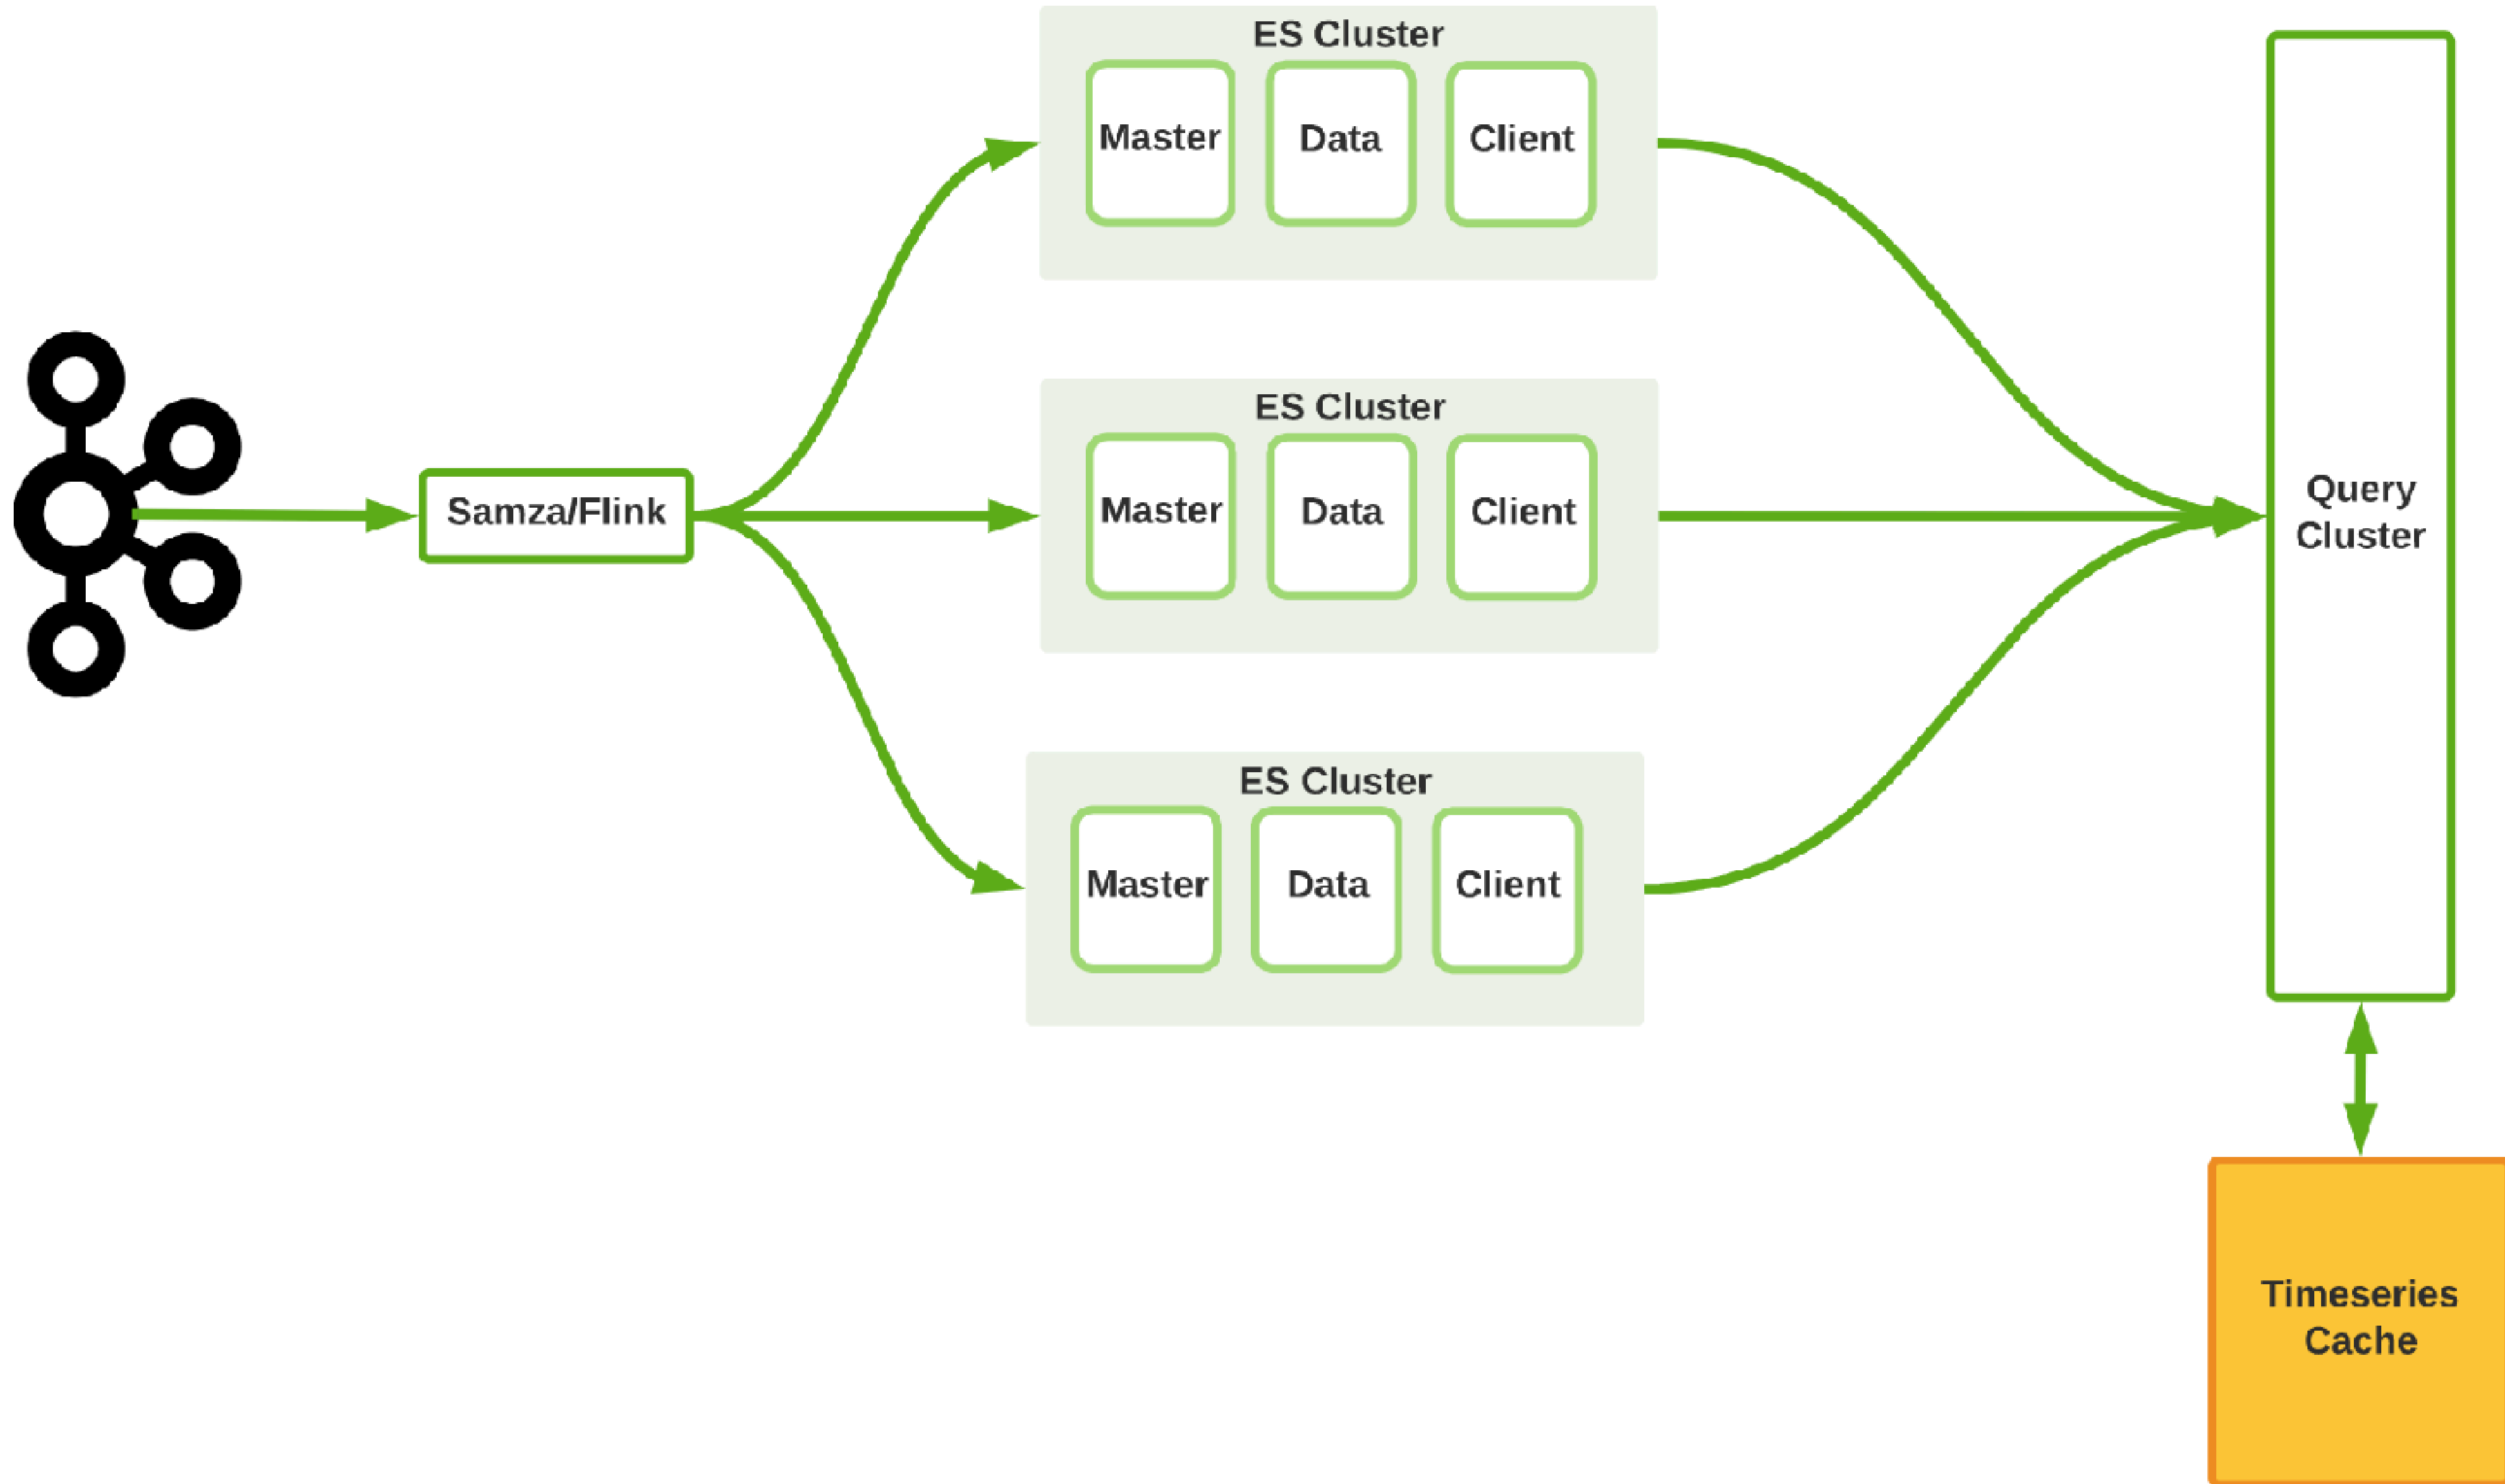 ES Cluster
Master Data Client
Samza/Flink
ES Cluster
Master Data Client
ES Cluster
Master Data Client
Query
Cluster
Timeseries
Cache